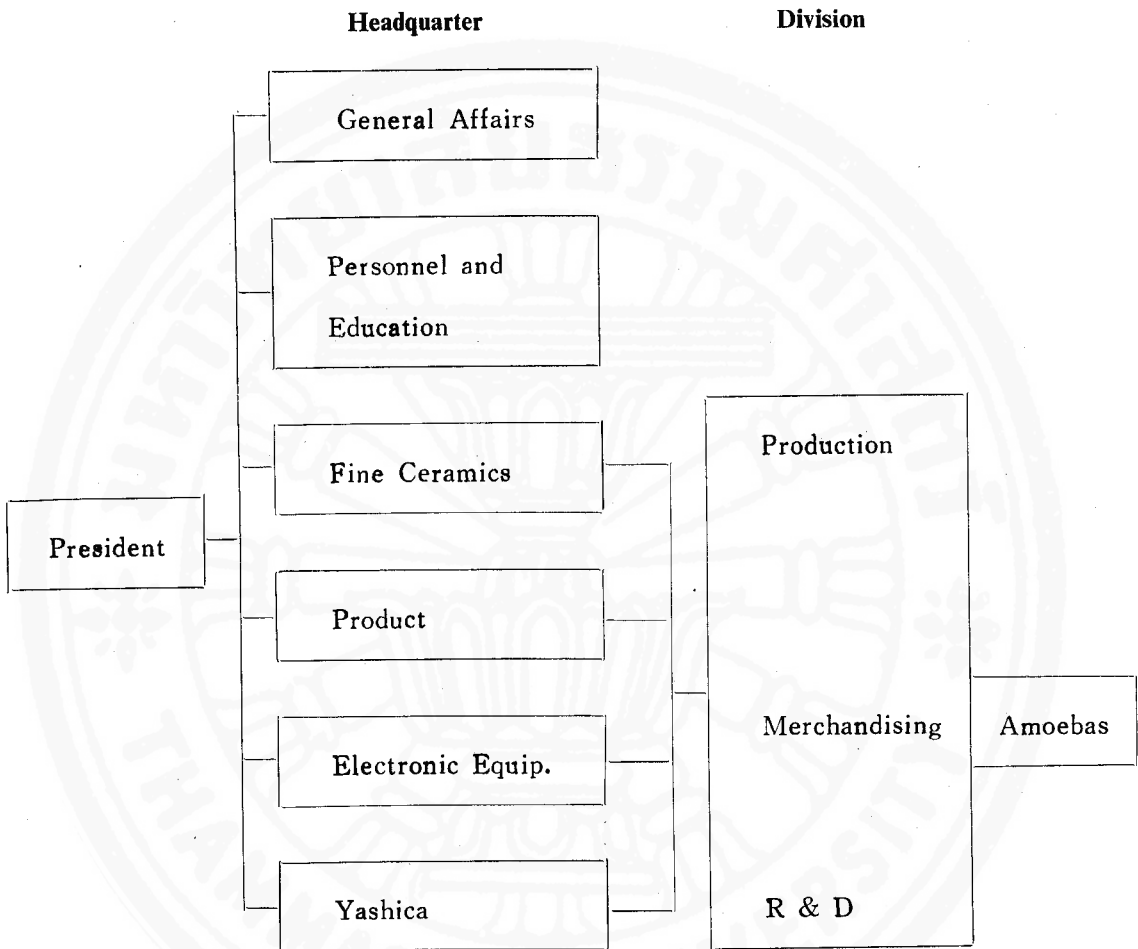 Headquarter
Division
General Affairs
Personnel and
Education
Fine Ceramics
Production
President
Product
Merchandising
Amoebas
Electronic Equip.
Yashica
R & D